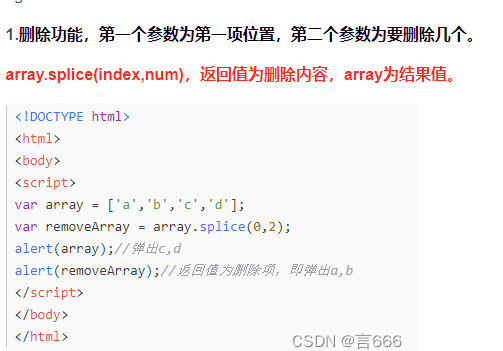 1.删除功能，第一个参数为第一项位置，第二个参数为要删除几个。
array.splice(index,num)，返回值为删除内容，array为结果值。
<!DOCTYPE html>
<html>
<body>
<script>
var array = ['a','b','c','d'];
var removeArray = array.splice(0,2);
alert(array);//弹出c,d
alert(removeArray);//返回值为删除项，即弹出a,b
</script>
</body>
</html>
CSDN @言666